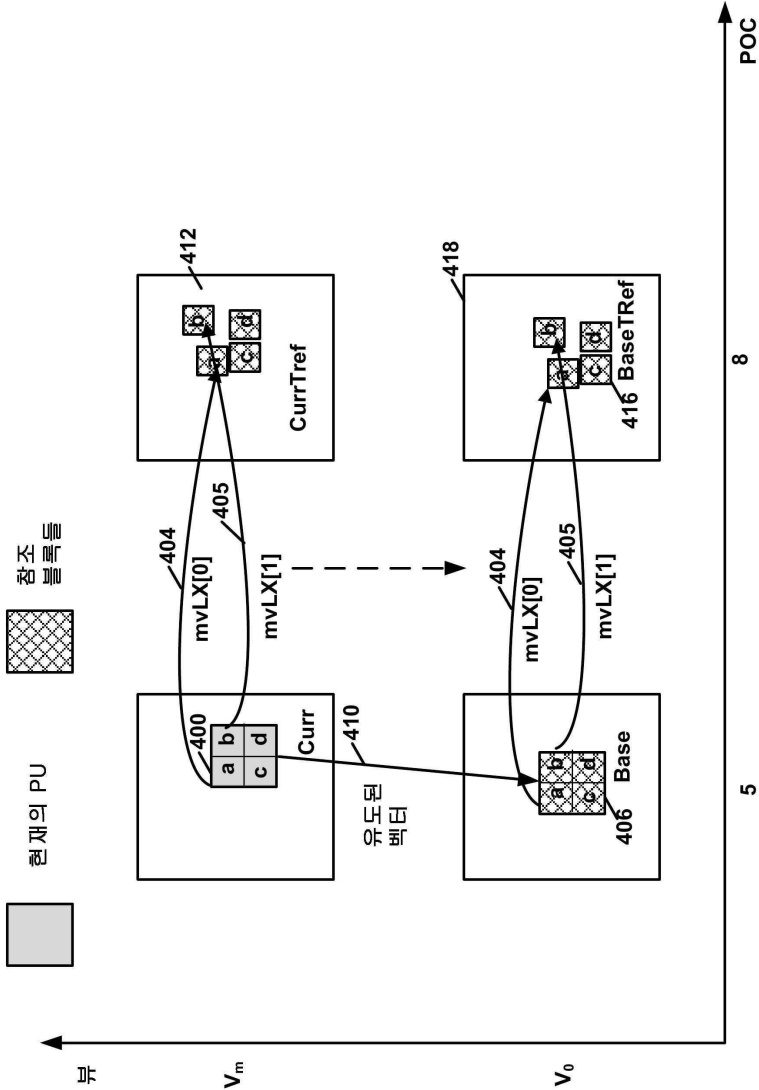 현재의 PU
참조
블록들
뷰
V_m
400
a b
c d
Curr
404
mvLX[0]
405
mvLX[1]
412
b
a
d
c
CurrTref
410
유도된
벡터
V_0
a b
c d
406
Base
404
mvLX[0]
405
mvLX[1]
418
b
a
d
c
416
BaseTRef
5
8
POC